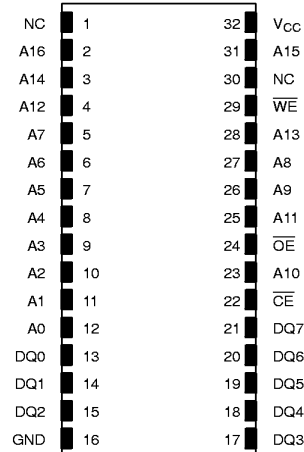 NC 1 32 VCC
A16 2 31 A15
A14 3 30 NC
A12 4 29 W̅E̅
A7 5 28 A13
A6 6 27 A8
A5 7 26 A9
A4 8 25 A11
A3 9 24 O̅E̅
A2 10 23 A10
A1 11 22 C̅E̅
A0 12 21 DQ7
DQ0 13 20 DQ6
DQ1 14 19 DQ5
DQ2 15 18 DQ4
GND 16 17 DQ3